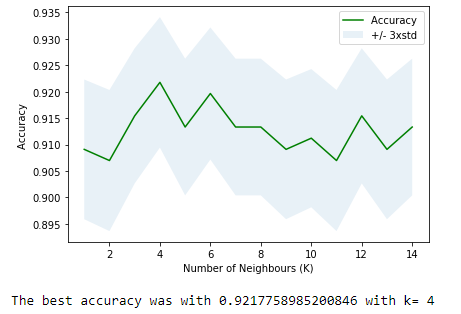 0.935
0.930
0.925
0.920
0.915
0.910
0.905
0.900
0.895
Accuracy
Accuracy
+/- 3xstd
2 4 6 8 10 12 14
Number of Neighbours (K)
The best accuracy was with 0.9217758985200846 with k= 4